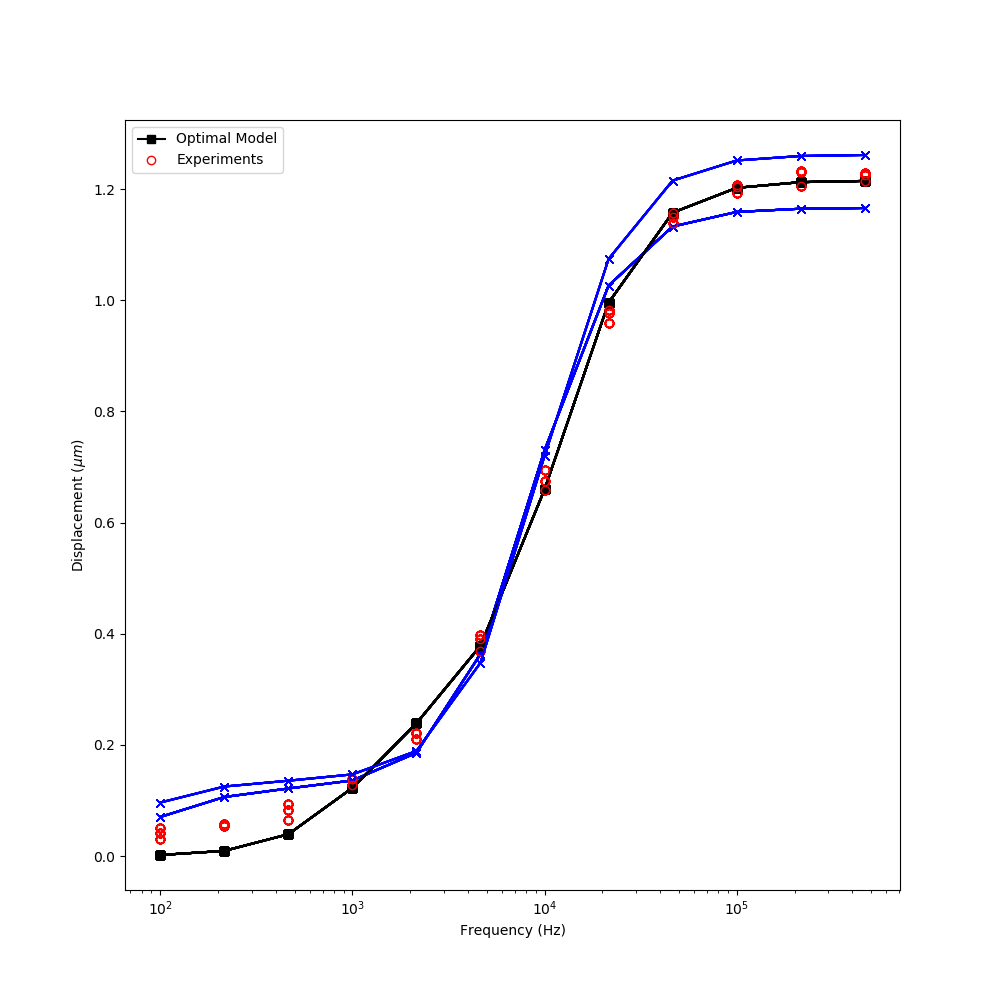 Optimal Model
Experiments
1.2
1.0
0.8
0.6
0.4
0.2
0.0
Displacement (μm)
10²
10³
10⁴
10⁵
Frequency (Hz)